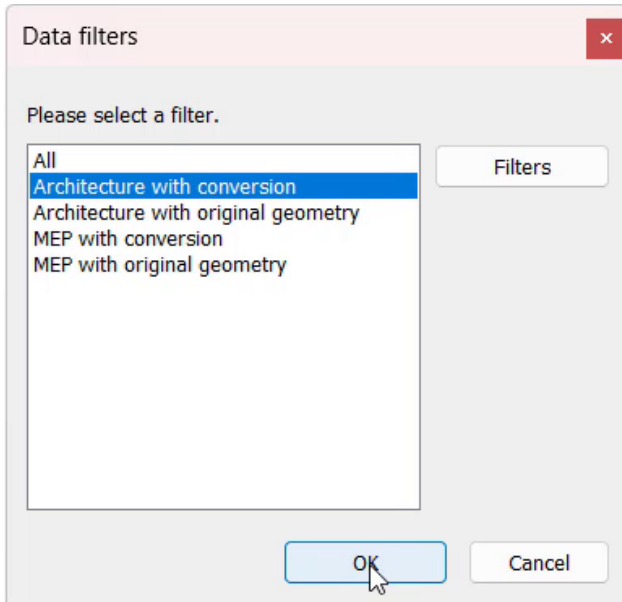 Data filters
Please select a filter.
All
Filters
Architecture with conversion
Architecture with original geometry
MEP with conversion
MEP with original geometry
OK
Cancel